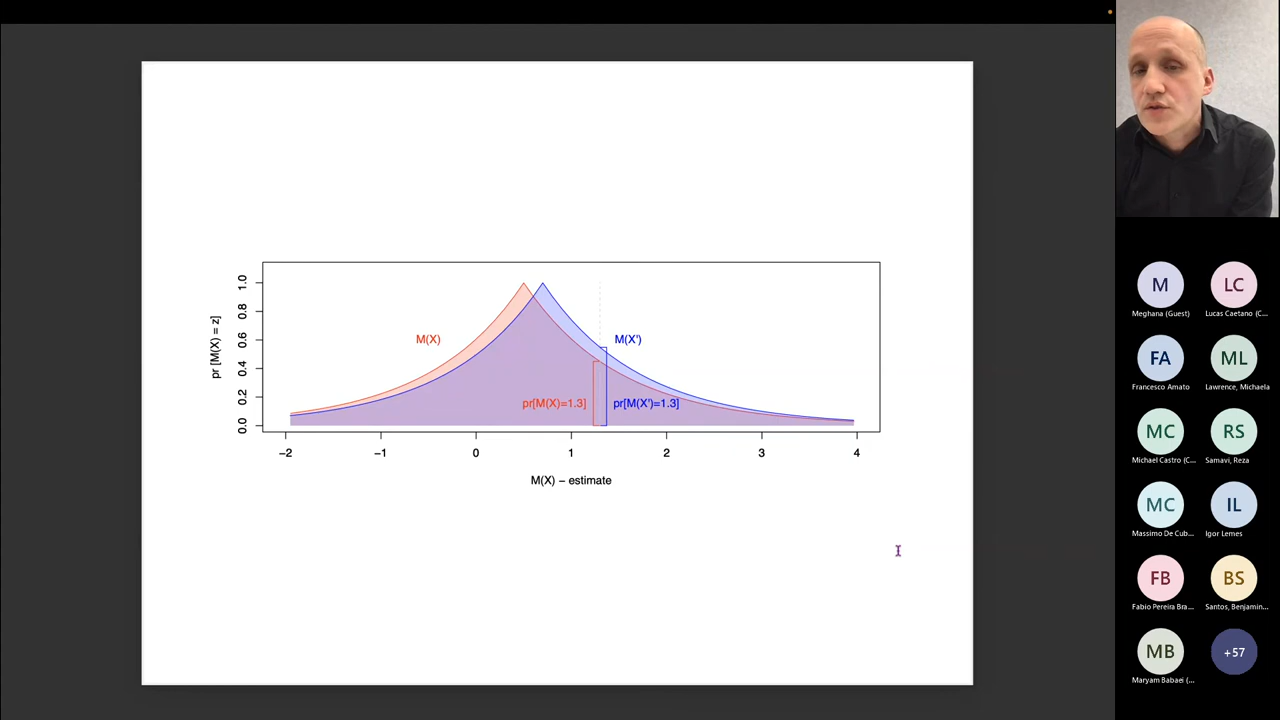 pr [M(X) = z]
1.0
0.8
0.6
0.4
0.2
0.0
M(X)
M(X')
pr[M(X)=1.3]
pr[M(X')=1.3]
−2 −1 0 1 2 3 4
M(X) − estimate
M LC
Meghana (Guest) Lucas Caetano (C...
FA ML
Francesco Amato Lawrence, Michaela
MC RS
Michael Castro (C... Samavi, Reza
MC IL
Massimo De Cub... Igor Lemes
FB BS
Fabio Pereira Bra... Santos, Benjamin...
MB +57
Maryam Babaei (...